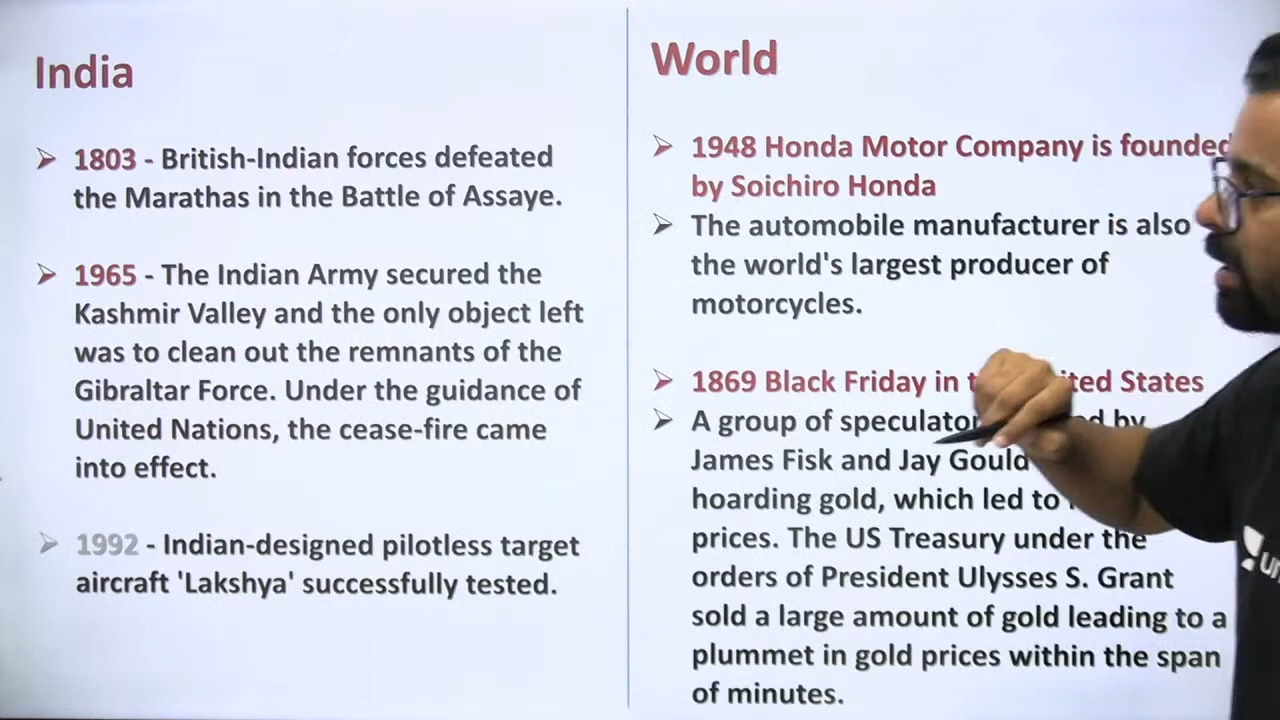 India
1803 - British-Indian forces defeated
the Marathas in the Battle of Assaye.
1965 - The Indian Army secured the
Kashmir Valley and the only object left
was to clean out the remnants of the
Gibraltar Force. Under the guidance of
United Nations, the cease-fire came
into effect.
1992 - Indian-designed pilotless target
aircraft 'Lakshya' successfully tested.
World
1948 Honda Motor Company is founded
by Soichiro Honda
The automobile manufacturer is also
the world's largest producer of
motorcycles.
1869 Black Friday in United States
A group of by
James Fisk and Jay Gould
hoarding gold, which led to
prices. The US Treasury under the
orders of President Ulysses S. Grant
sold a large amount of gold leading to a
plummet in gold prices within the span
of minutes.